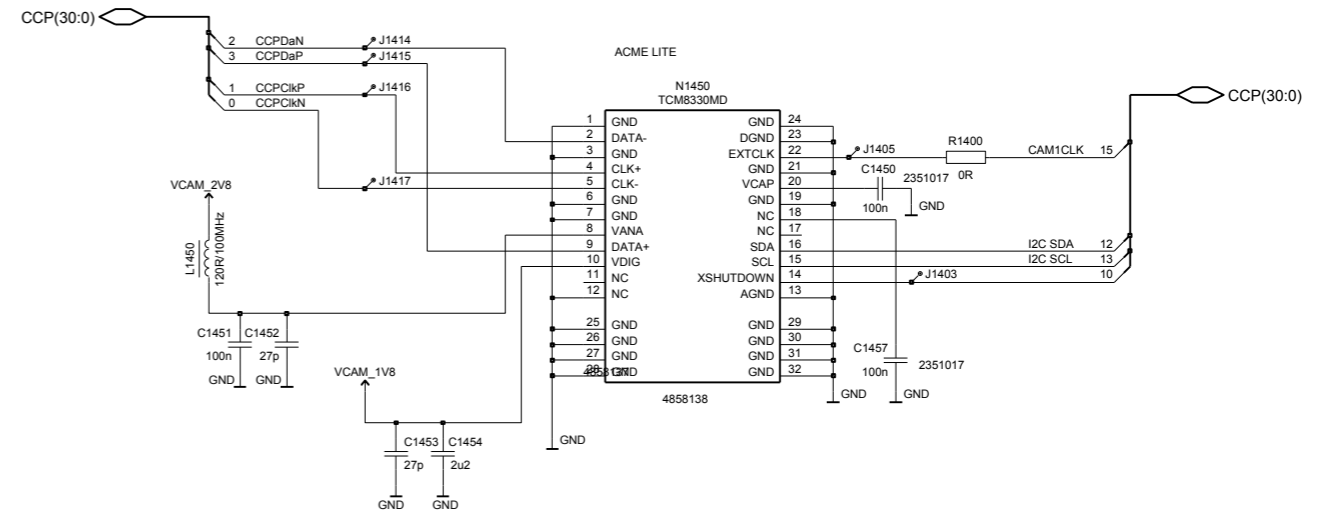 CCP(30:0)
2 CCPDaN J1414
3 CCPDaP J1415
1 CCPClkP J1416
0 CCPClkN
J1417
ACME LITE
N1450
TCM8330MD
1 GND GND 24
2 DATA- DGND 23
3 GND EXTCLK 22
4 CLK+ GND 21
5 CLK- VCAP 20
6 GND GND 19
7 GND NC 18
8 VANA NC 17
9 DATA+ SDA 16
10 VDIG SCL 15
11 NC XSHUTDOWN 14
12 NC AGND 13
25 GND GND 29
26 GND GND 30
27 GND GND 31
28 GND GND 32
4858138
GND
CCP(30:0)
J1405
R1400
0R
CAM1CLK 15
C1450 2351017
100n
GND
I2C SDA 12
I2C SCL 13
J1403 10
C1457
100n
2351017
GND GND
VCAM_2V8
L1450
120R/100MHz
C1451 C1452
100n 27p
GND GND
VCAM_1V8
C1453 C1454
27p 2u2
GND GND